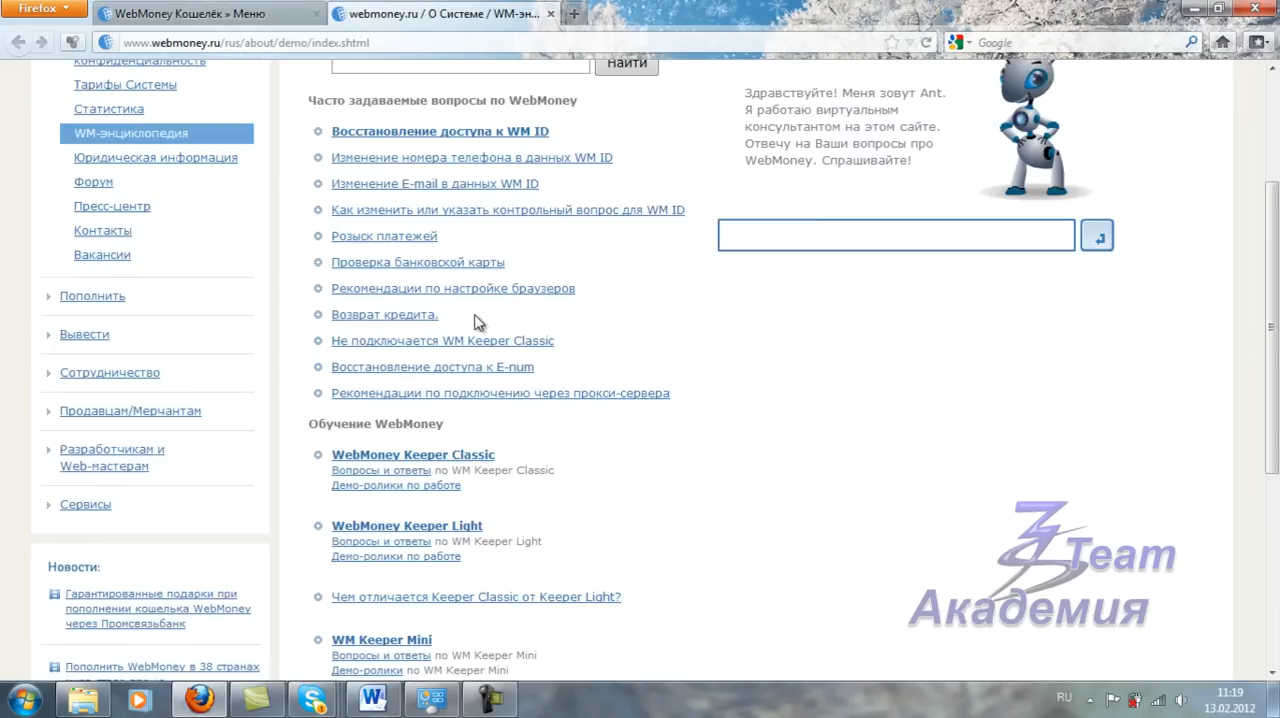 Firefox
WebMoney Кошелёк » Меню
webmoney.ru / О Системе / WM-эн...
www.webmoney.ru/rus/about/demo/index.shtml
Google
конфиденциальность
Тарифы Системы
Статистика
WM-энциклопедия
Юридическая информация
Форум
Пресс-центр
Контакты
Вакансии
Пополнить
Вывести
Сотрудничество
Продавцам/Мерчантам
Разработчикам и
Web-мастерам
Сервисы
Новости:
Гарантированные подарки при
пополнении кошелька WebMoney
через Промсвязьбанк
Пополнить WebMoney в 38 странах
найти
Часто задаваемые вопросы по WebMoney
Восстановление доступа к WM ID
Изменение номера телефона в данных WM ID
Изменение E-mail в данных WM ID
Как изменить или указать контрольный вопрос для WM ID
Розыск платежей
Проверка банковской карты
Рекомендации по настройке браузеров
Возврат кредита.
Не подключается WM Keeper Classic
Восстановление доступа к E-num
Рекомендации по подключению через прокси-сервера
Обучение WebMoney
WebMoney Keeper Classic
Вопросы и ответы по WM Keeper Classic
Демо-ролики по работе
WebMoney Keeper Light
Вопросы и ответы по WM Keeper Light
Демо-ролики по работе
Чем отличается Keeper Classic от Keeper Light?
WM Keeper Mini
Вопросы и ответы по WM Keeper Mini
Демо-ролики по WM Keeper Mini
Здравствуйте! Меня зовут Ant.
Я работаю виртуальным
консультантом на этом сайте.
Отвечу на Ваши вопросы про
WebMoney. Спрашивайте!
Team
Академия
RU
11:19
13.02.2012